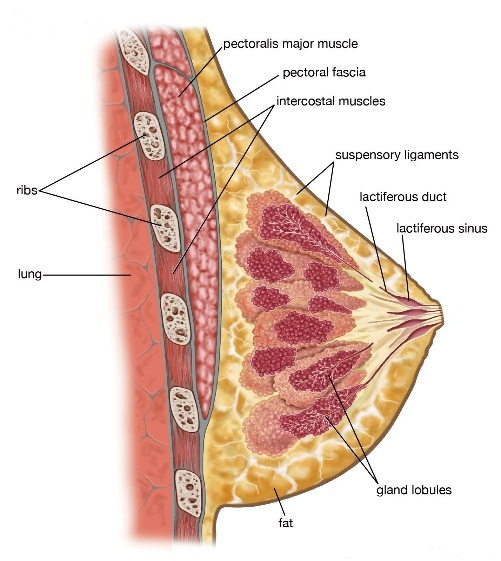 pectoralis major muscle
pectoral fascia
intercostal muscles
suspensory ligaments
ribs
lactiferous duct
lactiferous sinus
lung
gland lobules
fat